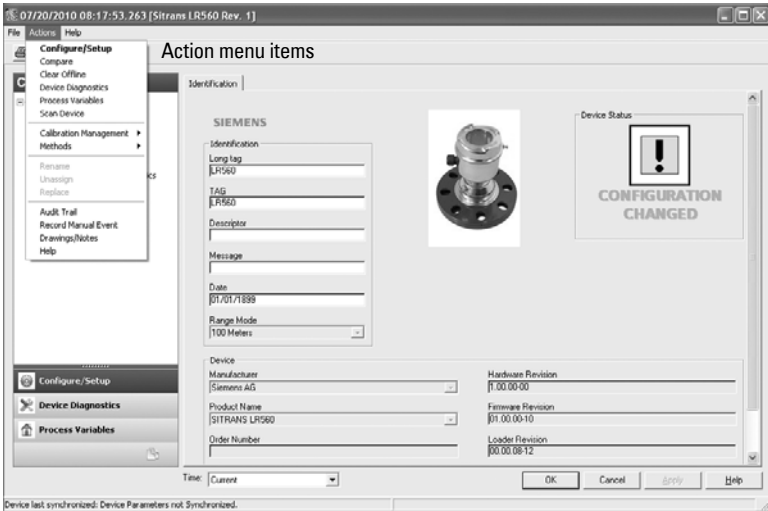 07/20/2010 08:17:53.263 [Sitrans LR560 Rev. 1]
File Actions Help
Action menu items
Configure/Setup
Compare
Clear Offline
Device Diagnostics
Process Variables
Scan Device
Calibration Management
Methods
Rename
Unassign
Replace
Audit Trail
Record Manual Event
Drawings/Notes
Help
Identification
SIEMENS
Identification
Long tag
LR560
TAG
LR560
Descriptor
Message
Date
01/01/1899
Range Mode
100 Meters
Device Status
CONFIGURATION
CHANGED
Device
Manufacturer
Siemens AG
Product Name
SITRANS LR560
Order Number
Hardware Revision
1.00.00-00
Firmware Revision
01.00.00-10
Loader Revision
00.00.08-12
Configure/Setup
Device Diagnostics
Process Variables
Time: Current
OK Cancel Apply Help
Device last synchronized: Device Parameters not Synchronized.